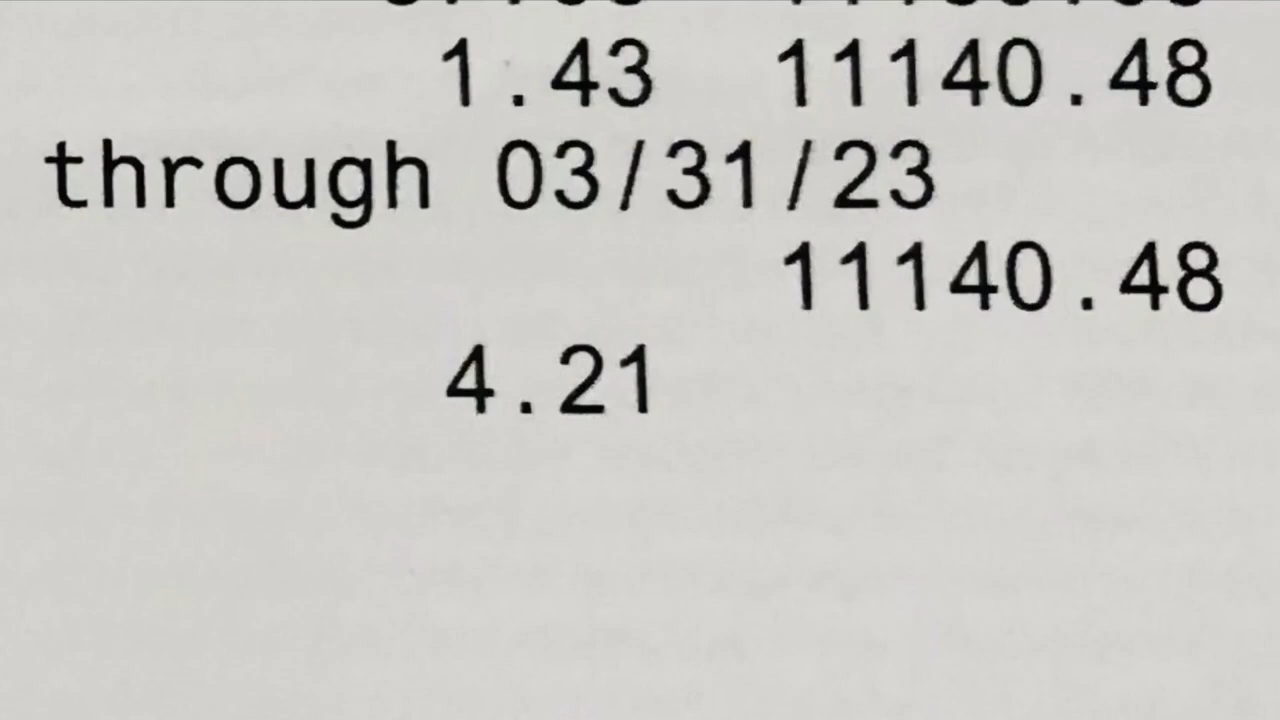 1.43 11140.48
through 03/31/23
11140.48
4.21